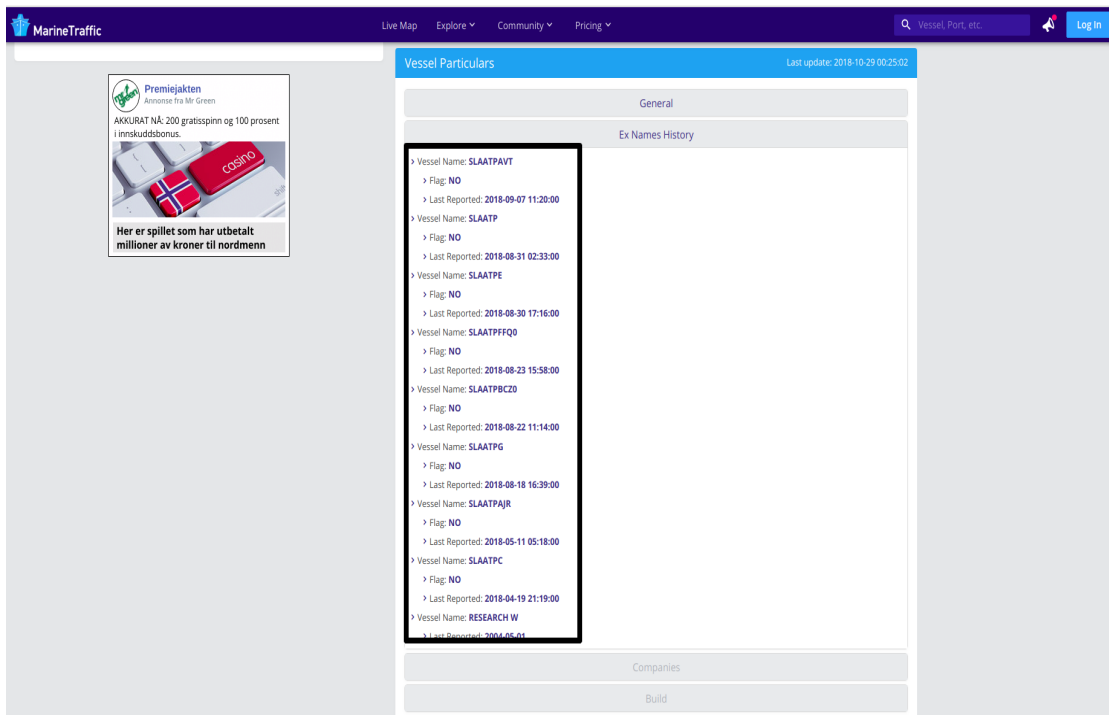 MarineTraffic
Live Map Explore Community Pricing
Vessel, Port, etc.
Log In
Vessel Particulars
Last update: 2018-10-29 00:25:02
mr green
Premiejakten
Annonse fra Mr Green
AKKURAT NÅ: 200 gratisspinn og 100 prosent
i innskuddsbonus.
casino
shift
Her er spillet som har utbetalt
millioner av kroner til nordmenn
General
Ex Names History
Vessel Name: SLAATPAVT
Flag: NO
Last Reported: 2018-09-07 11:20:00
Vessel Name: SLAATP
Flag: NO
Last Reported: 2018-08-31 02:33:00
Vessel Name: SLAATPE
Flag: NO
Last Reported: 2018-08-30 17:16:00
Vessel Name: SLAATPFFQ0
Flag: NO
Last Reported: 2018-08-23 15:58:00
Vessel Name: SLAATPBCZ0
Flag: NO
Last Reported: 2018-08-22 11:14:00
Vessel Name: SLAATPG
Flag: NO
Last Reported: 2018-08-18 16:39:00
Vessel Name: SLAATPAJR
Flag: NO
Last Reported: 2018-05-11 05:18:00
Vessel Name: SLAATPC
Flag: NO
Last Reported: 2018-04-19 21:19:00
Vessel Name: RESEARCH W
Last Reported: 2004-05-01
Companies
Build